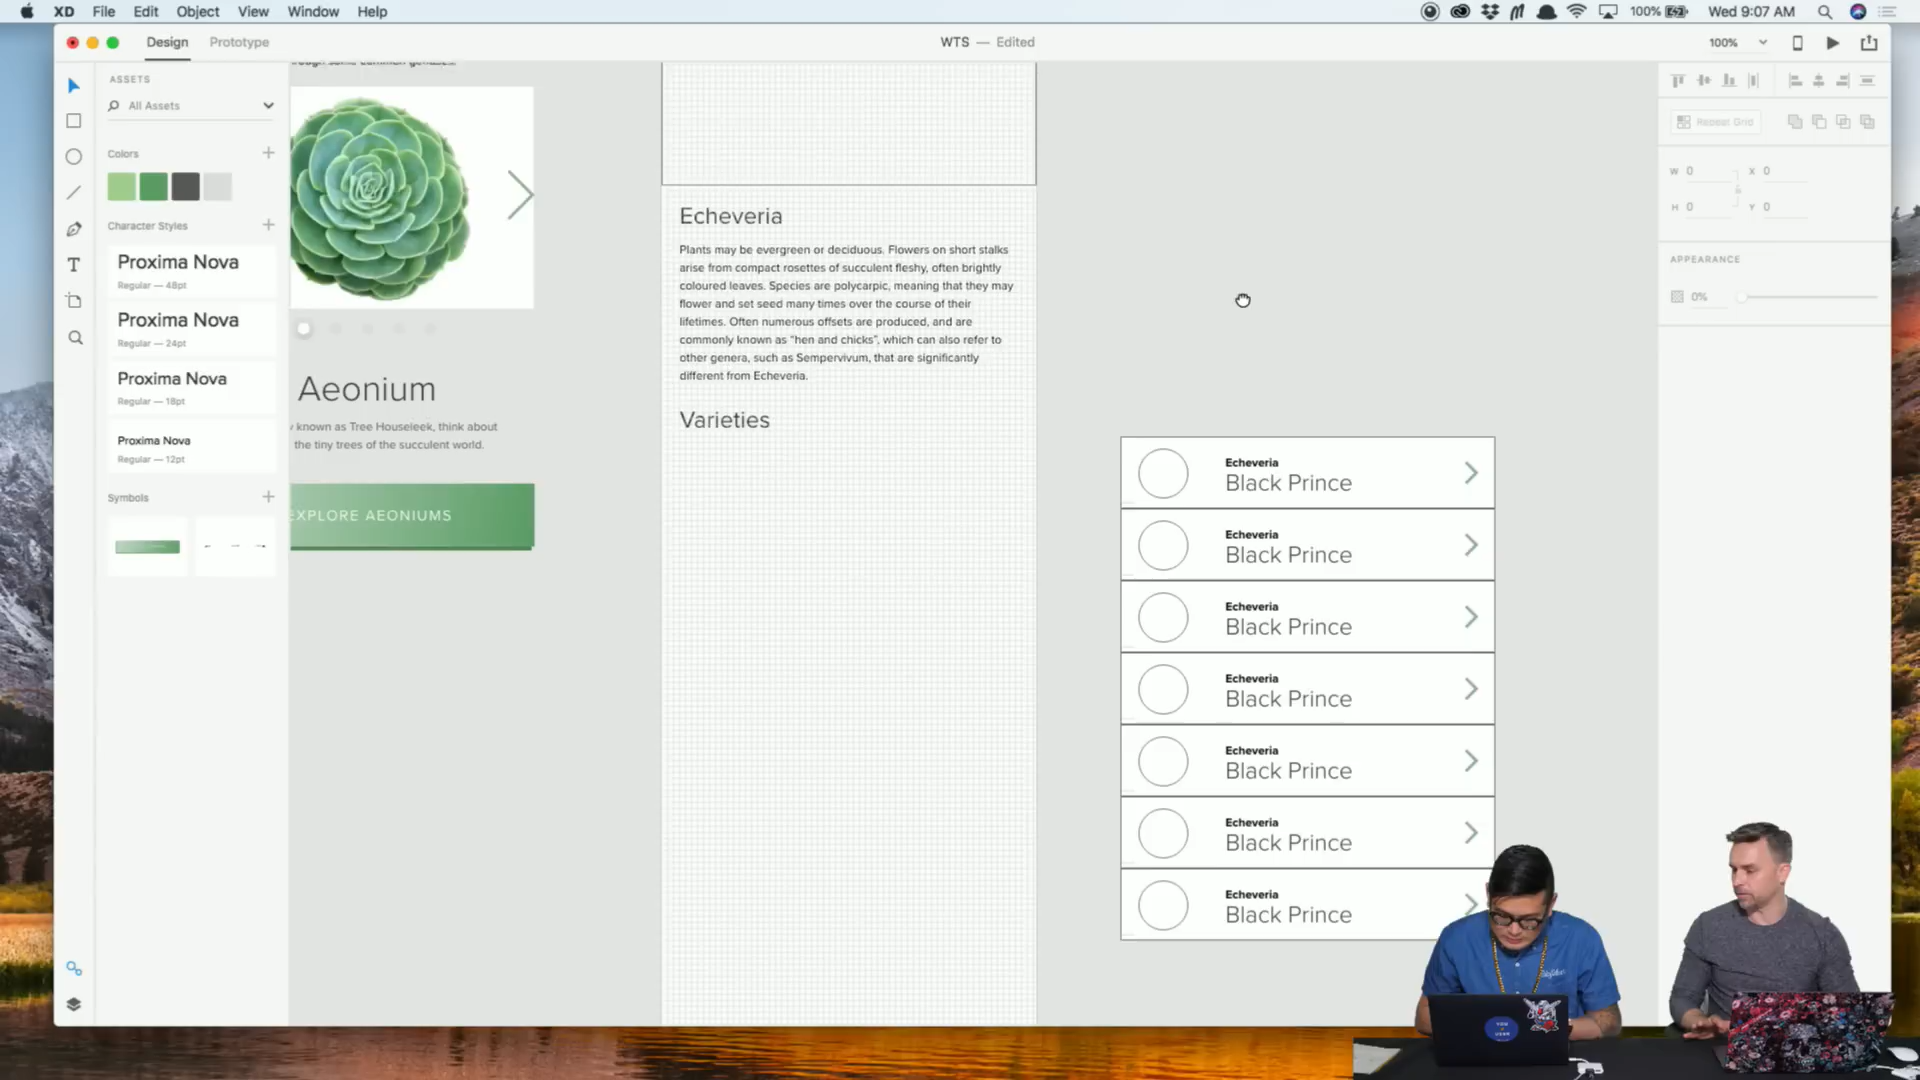 XD File Edit Object View Window Help
100% Wed 9:07 AM
Design Prototype
WTS — Edited
100%
ASSETS
All Assets
Colors
Character Styles
Proxima Nova
Regular — 48pt
Proxima Nova
Regular — 24pt
Proxima Nova
Regular — 18pt
Proxima Nova
Regular — 12pt
Symbols
Aeonium
known as Tree Houseleek, think about
the tiny trees of the succulent world.
EXPLORE AEONIUMS
Echeveria
Plants may be evergreen or deciduous. Flowers on short stalks
arise from compact rosettes of succulent fleshy, often brightly
coloured leaves. Species are polycarpic, meaning that they may
flower and set seed many times over the course of their
lifetimes. Often numerous offsets are produced, and are
commonly known as "hen and chicks", which can also refer to
other genera, such as Sempervivum, that are significantly
different from Echeveria.
Varieties
Echeveria
Black Prince
Echeveria
Black Prince
Echeveria
Black Prince
Echeveria
Black Prince
Echeveria
Black Prince
Echeveria
Black Prince
Echeveria
Black Prince
Repeat Grid
W 0 X 0
H 0 Y 0
APPEARANCE
0%